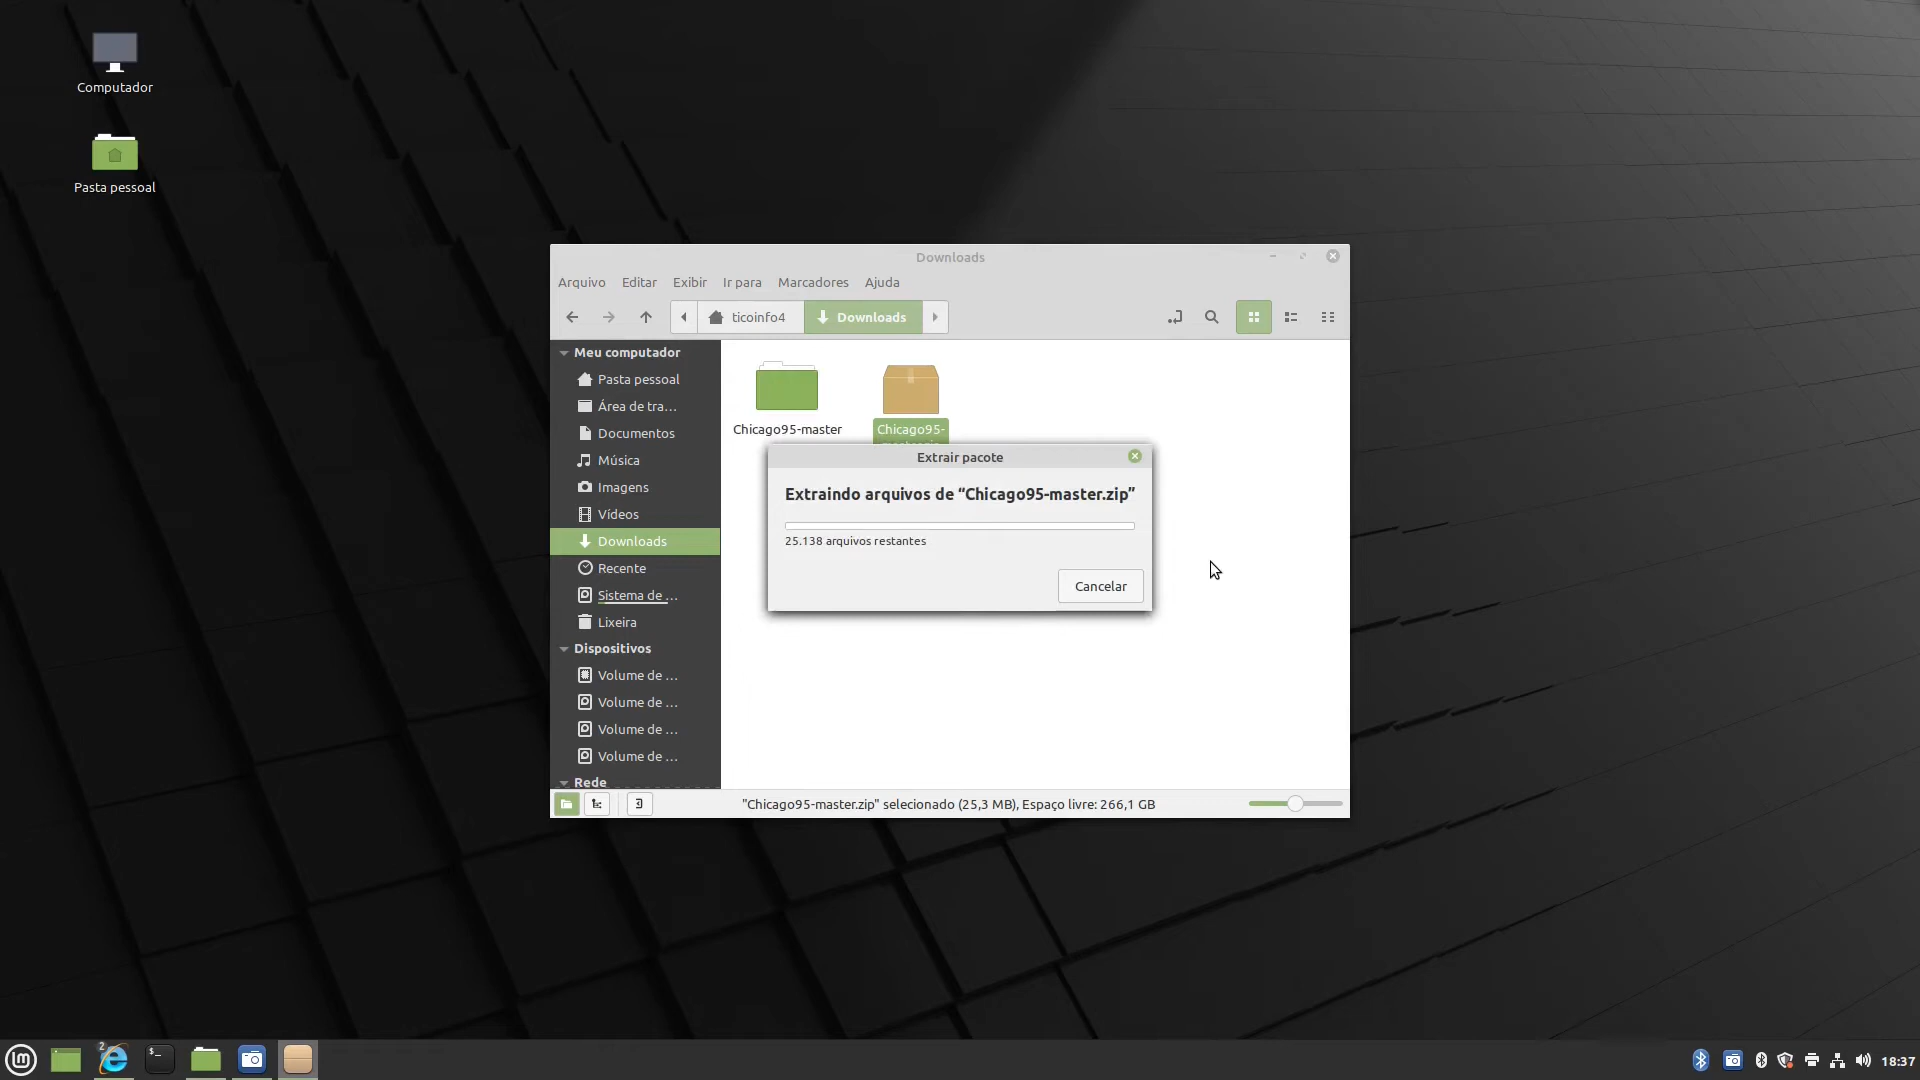 Computador
Pasta pessoal
Downloads
Arquivo Editar Exibir Ir para Marcadores Ajuda
ticoinfo4 Downloads
Meu computador
Pasta pessoal
Área de tra...
Documentos
Música
Imagens
Vídeos
Downloads
Recente
Sistema de ...
Lixeira
Dispositivos
Volume de ...
Volume de ...
Volume de ...
Volume de ...
Rede
Chicago95-master
Chicago95-
Extrair pacote
Extraindo arquivos de “Chicago95-master.zip”
25.138 arquivos restantes
Cancelar
"Chicago95-master.zip" selecionado (25,3 MB), Espaço livre: 266,1 GB
2
18:37